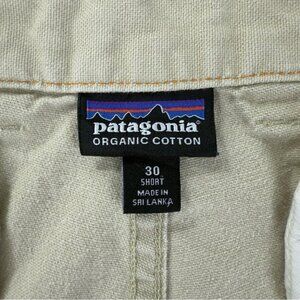 patagonia®
ORGANIC COTTON
30
SHORT
MADE IN
SRI LANKA